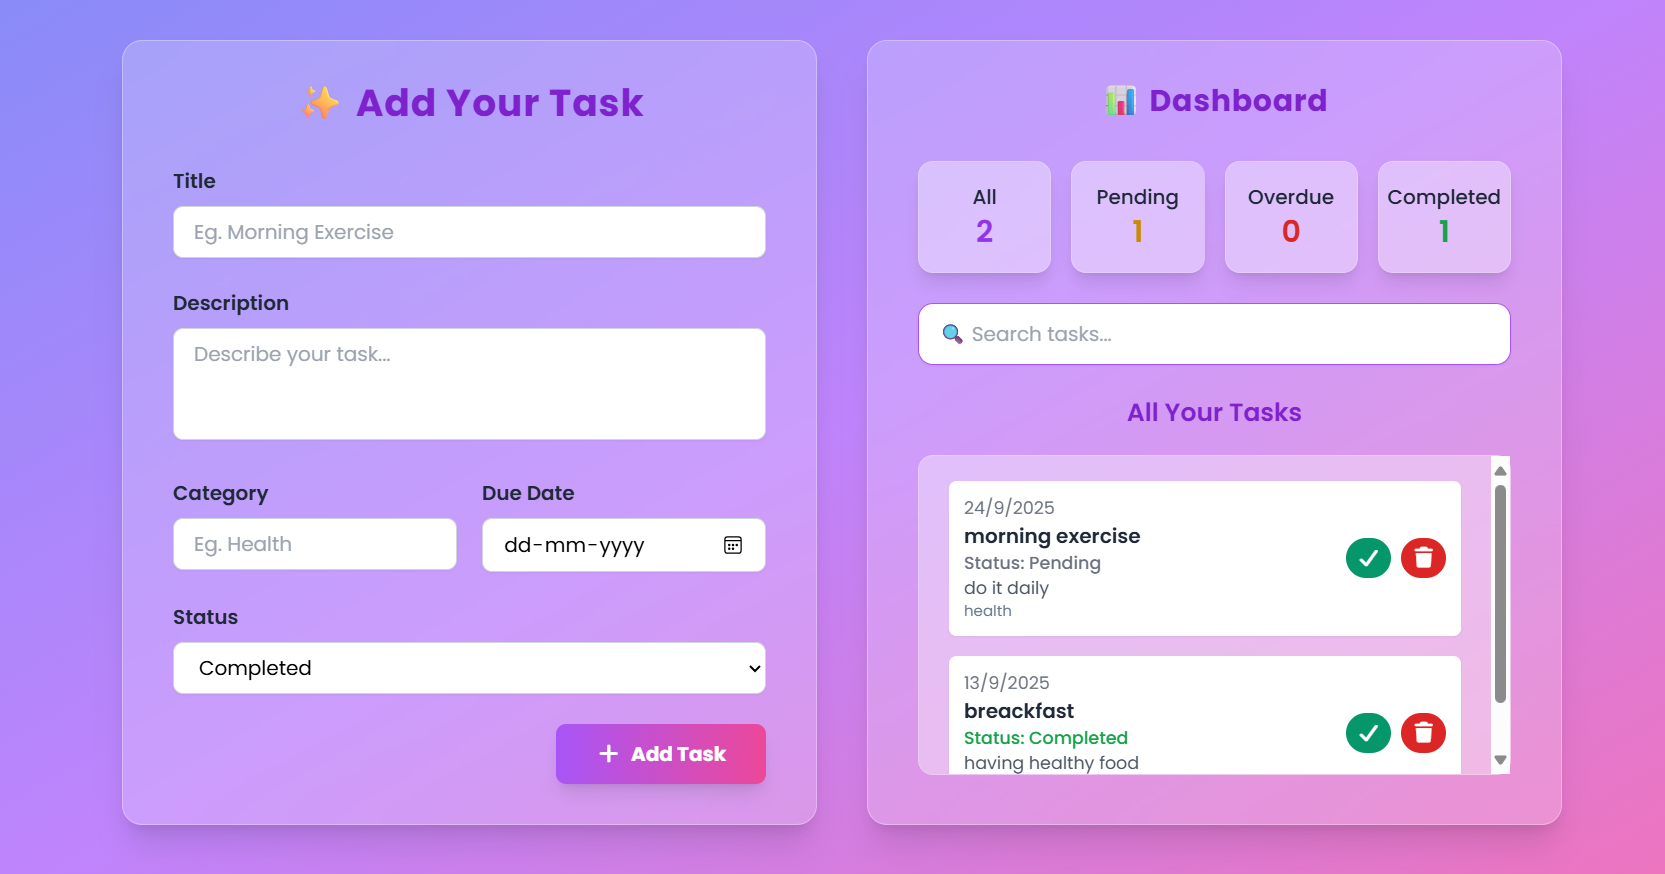 ✨ Add Your Task
Title
Eg. Morning Exercise
Description
Describe your task...
Category
Due Date
Eg. Health
dd-mm-yyyy
Status
Completed
+ Add Task
📊 Dashboard
All
Pending
Overdue
Completed
2
1
0
1
🔍 Search tasks...
All Your Tasks
24/9/2025
morning exercise
Status: Pending
do it daily
health
13/9/2025
breackfast
Status: Completed
having healthy food